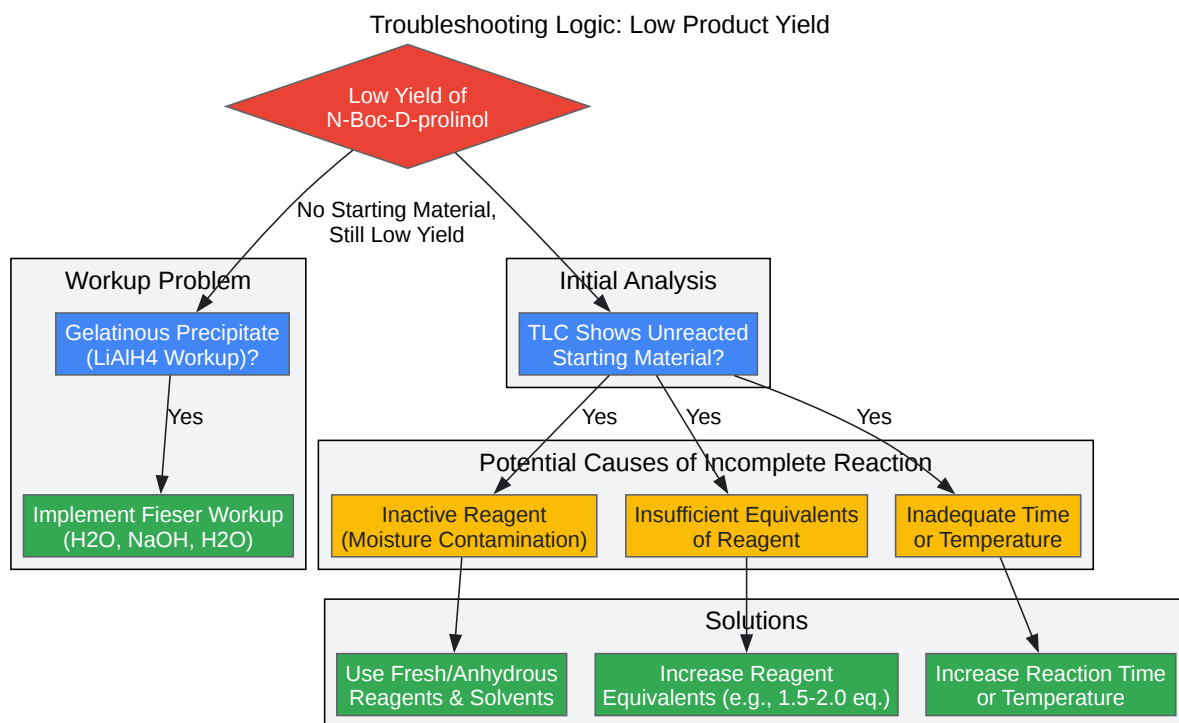 Troubleshooting Logic: Low Product Yield
Low Yield of
N-Boc-D-prolinol
No Starting Material,
Still Low Yield
Workup Problem
Gelatinous Precipitate
(LiAlH4 Workup)?
Yes
Implement Fieser Workup
(H2O, NaOH, H2O)
Initial Analysis
TLC Shows Unreacted
Starting Material?
Yes
Yes
Yes
Potential Causes of Incomplete Reaction
Inactive Reagent
(Moisture Contamination)
Insufficient Equivalents
of Reagent
Inadequate Time
or Temperature
Solutions
Use Fresh/Anhydrous
Reagents & Solvents
Increase Reagent
Equivalents (e.g., 1.5-2.0 eq.)
Increase Reaction Time
or Temperature